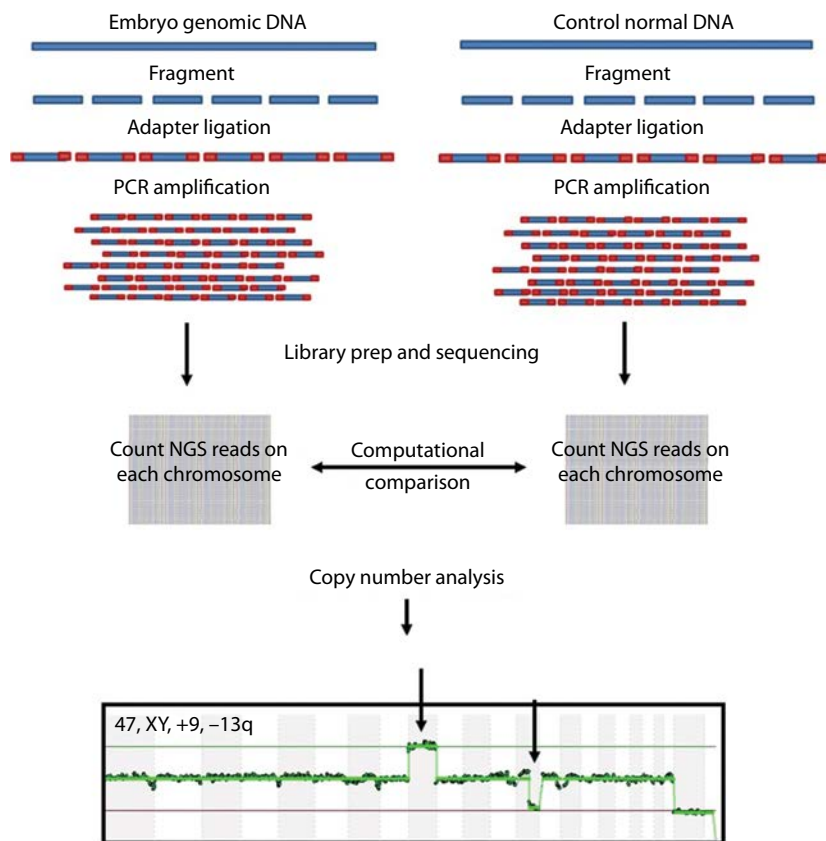 Embryo genomic DNA
Control normal DNA
Fragment
Fragment
Adapter ligation
Adapter ligation
PCR amplification
PCR amplification
Library prep and sequencing
Count NGS reads on
each chromosome
Computational
comparison
Count NGS reads on
each chromosome
Copy number analysis
47, XY, +9, –13q